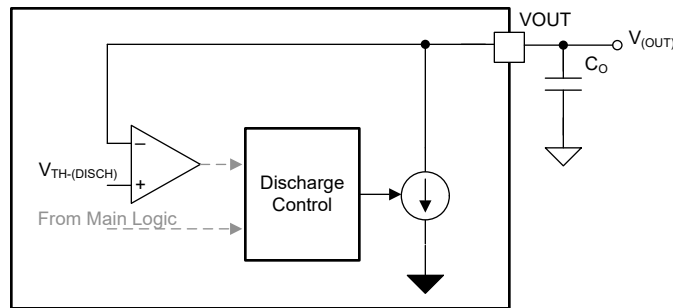 VOUT
V(OUT)
CO
−
VTH-(DISCH)
+
Discharge
Control
From Main Logic